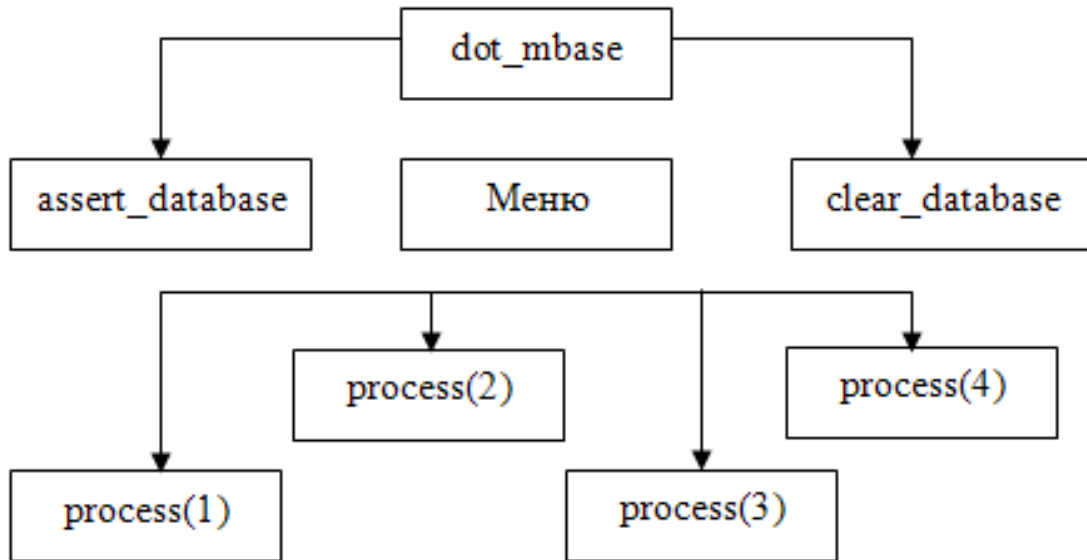 dot_mbase
assert_database
Меню
clear_database
process(2)
process(4)
process(1)
process(3)